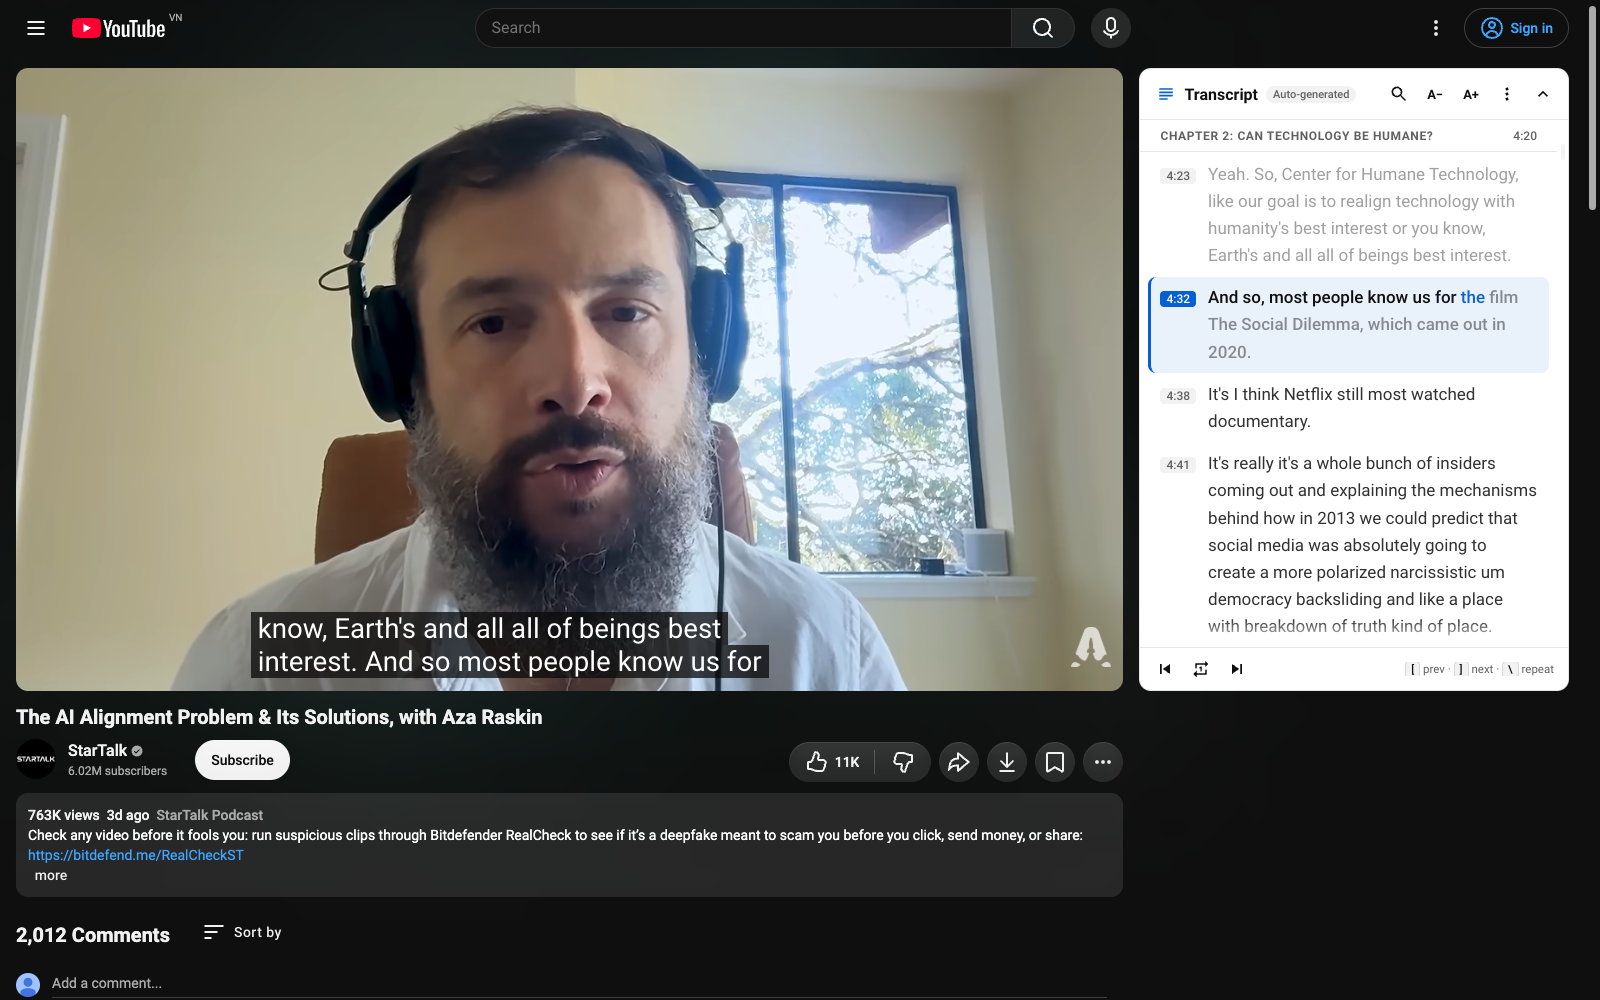 YouTube VN
Search
Sign in
know, Earth's and all all of beings best
interest. And so most people know us for
Transcript Auto-generated A- A+
CHAPTER 2: CAN TECHNOLOGY BE HUMANE? 4:20
4:23 Yeah. So, Center for Humane Technology,
like our goal is to realign technology with
humanity's best interest or you know,
Earth's and all all of beings best interest.
4:32 And so, most people know us for the film
The Social Dilemma, which came out in
2020.
4:38 It's I think Netflix still most watched
documentary.
4:41 It's really it's a whole bunch of insiders
coming out and explaining the mechanisms
behind how in 2013 we could predict that
social media was absolutely going to
create a more polarized narcissistic um
democracy backsliding and like a place
with breakdown of truth kind of place.
[ prev · ] next · \ repeat
The AI Alignment Problem & Its Solutions, with Aza Raskin
STARTALK
StarTalk
6.02M subscribers
Subscribe
11K
763K views 3d ago StarTalk Podcast
Check any video before it fools you: run suspicious clips through Bitdefender RealCheck to see if it's a deepfake meant to scam you before you click, send money, or share:
https://bitdefend.me/RealCheckST
more
2,012 Comments
Sort by
Add a comment...